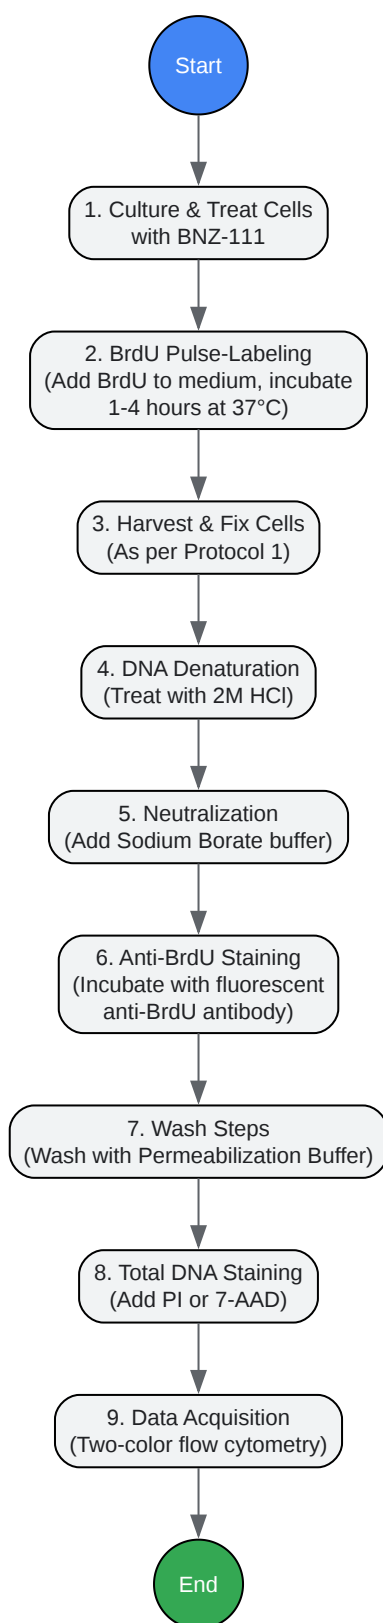 Start
1. Culture & Treat Cells
with BNZ-111
2. BrdU Pulse-Labeling
(Add BrdU to medium, incubate
1-4 hours at 37°C)
3. Harvest & Fix Cells
(As per Protocol 1)
4. DNA Denaturation
(Treat with 2M HCl)
5. Neutralization
(Add Sodium Borate buffer)
6. Anti-BrdU Staining
(Incubate with fluorescent
anti-BrdU antibody)
7. Wash Steps
(Wash with Permeabilization Buffer)
8. Total DNA Staining
(Add PI or 7-AAD)
9. Data Acquisition
(Two-color flow cytometry)
End